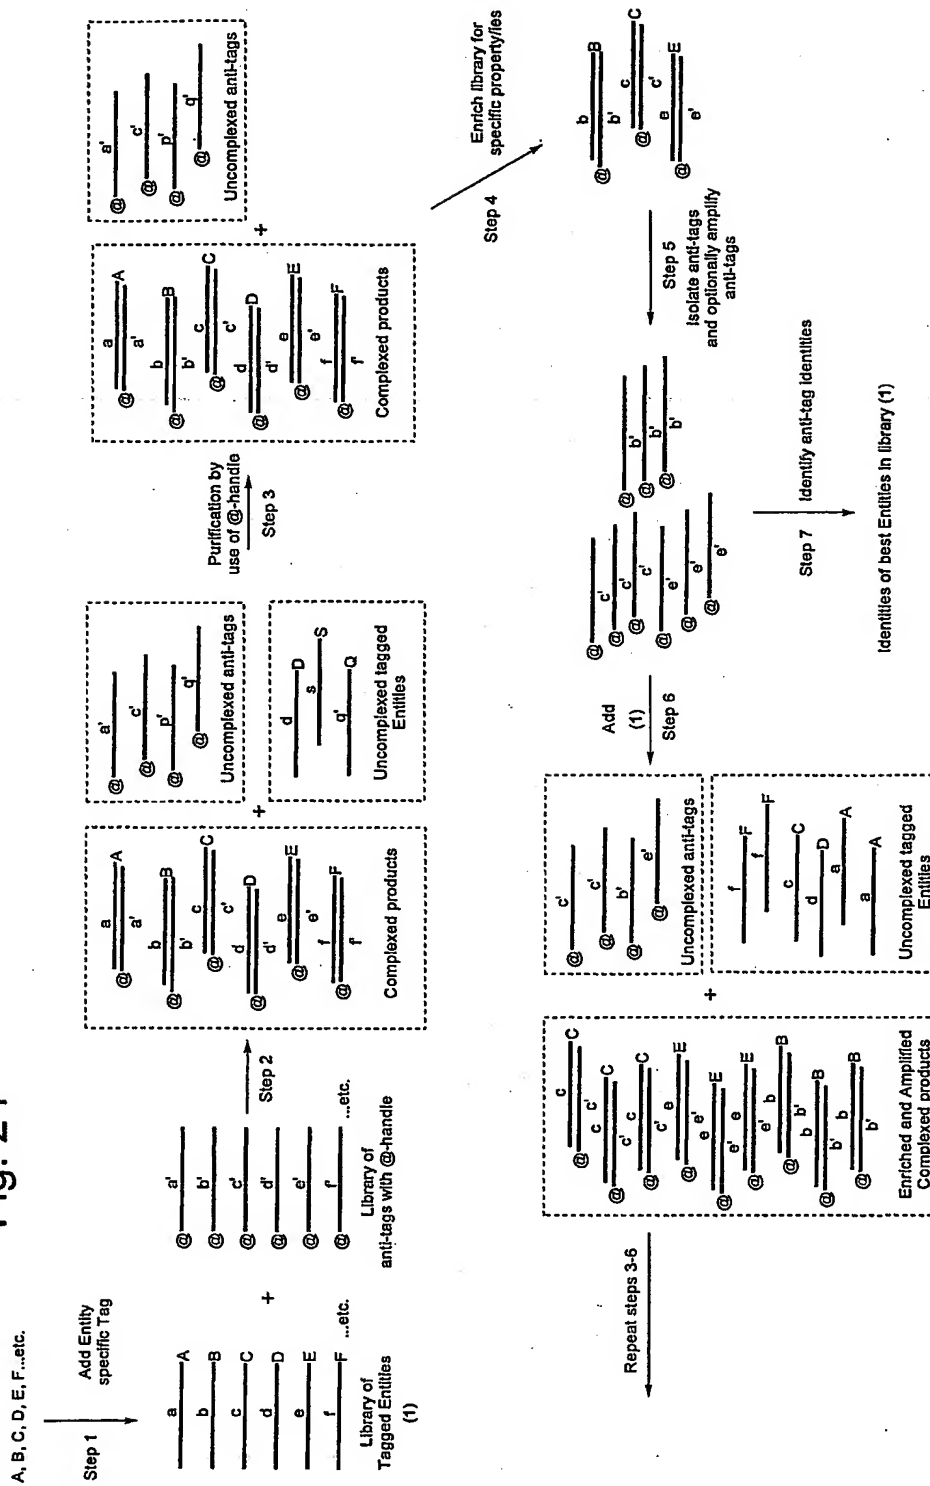 Fig. 21
A, B, C, D, E, F...etc.
Step 1
Add Entity
specific Tag
a
A
b
B
c
C
d
D
e
E
f
F
...etc.
Library of
Tagged Entities
(1)
+
@
a'
@
b'
@
c'
@
d'
@
e'
@
f'
...etc.
Library of
anti-tags with @-handle
Step 2
a
A
@
a'
b
B
@
b'
c
C
@
c'
d
D
@
d'
e
E
@
e'
f
F
@
f'
Complexed products
+
a'
@
c'
@
p'
@
q'
@
Uncomplexed anti-tags
d
D
s
S
q'
Q
Uncomplexed tagged
Entities
Purification by
use of @-handle
Step 3
a
A
@
a'
b
B
@
b'
c
C
@
c'
d
D
@
d'
e
E
@
e'
f
F
@
f'
Complexed products
+
a'
@
c'
@
p'
@
q'
@
Uncomplexed anti-tags
Step 4
Enrich library for
specific property/ies
b
B
@
b'
c
C
@
c'
e
E
@
e'
Step 5
Isolate anti-tags
and optionally amplify
anti-tags
@
c'
@
c'
@
c'
@
e'
@
e'
@
e'
@
b'
@
b'
@
b'
Step 7
Identify anti-tag identities
Identities of best Entities in library (1)
Add
(1)
Step 6
c'
@
c'
@
b'
@
e'
@
Uncomplexed anti-tags
f
F
f
F
c
C
d
D
a
A
a
A
Uncomplexed tagged
Entities
+
c
C
@
c'
c
C
@
c'
c
C
@
c'
e
E
@
e'
e
E
@
e'
e
E
@
e'
b
B
@
b'
b
B
@
b'
b
B
@
b'
Enriched and Amplified
Complexed products
Repeat steps 3-6